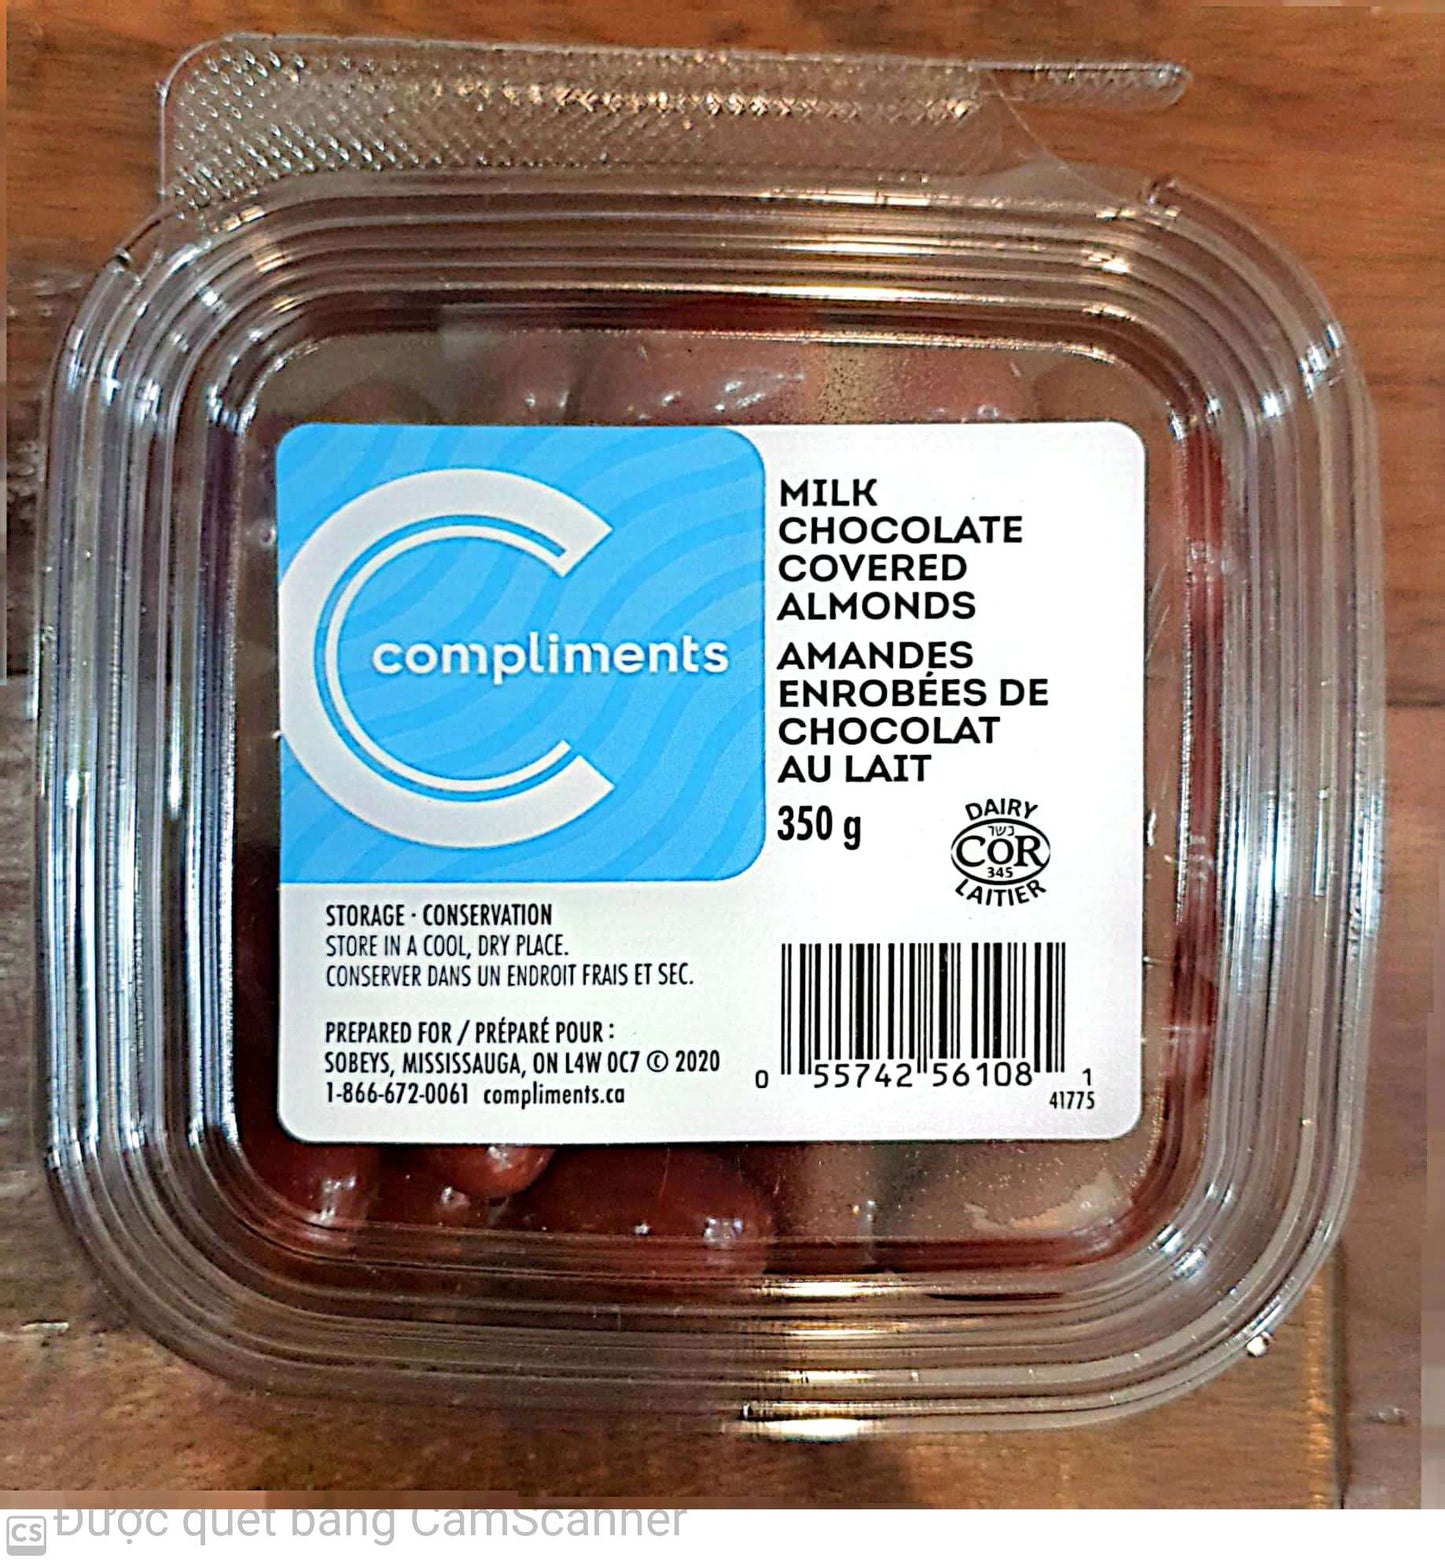 compliments
MILK
CHOCOLATE
COVERED
ALMONDS
AMANDES
ENROBÉES DE
CHOCOLAT
AU LAIT
350 g
DAIRY
כשר
COR
345
LAITIER
STORAGE · CONSERVATION
STORE IN A COOL, DRY PLACE.
CONSERVER DANS UN ENDROIT FRAIS ET SEC.
PREPARED FOR / PRÉPARÉ POUR :
SOBEYS, MISSISSAUGA, ON L4W 0C7 © 2020
1-866-672-0061 compliments.ca
0 55742 56108 1
41775
CS Được quét bằng CamScanner